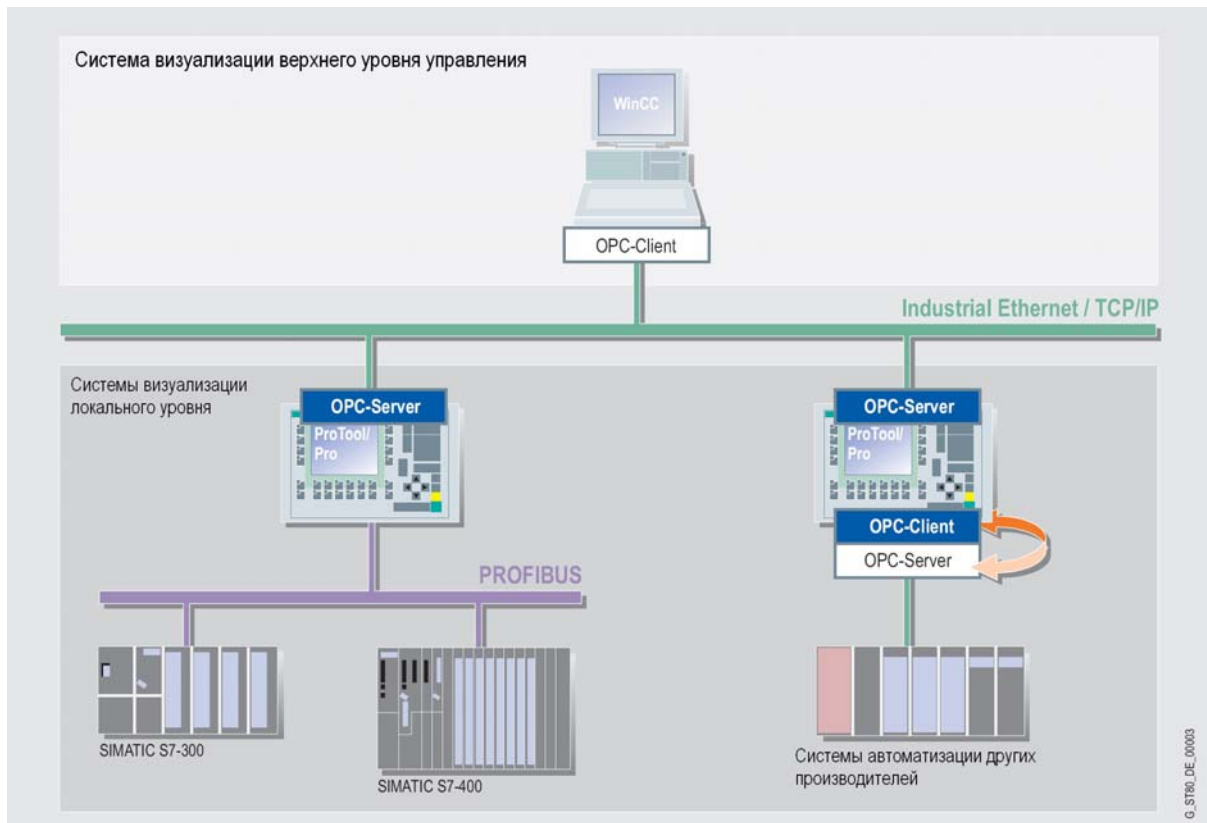 Система визуализации верхнего уровня управления
WinCC
OPC-Client
Industrial Ethernet / TCP/IP
Системы визуализации
локального уровня
OPC-Server
ProTool/
Pro
OPC-Server
ProTool/
Pro
OPC-Client
OPC-Server
PROFIBUS
SIMATIC S7-300
SIMATIC S7-400
Системы автоматизации других
производителей
G_ST80_DE_00003